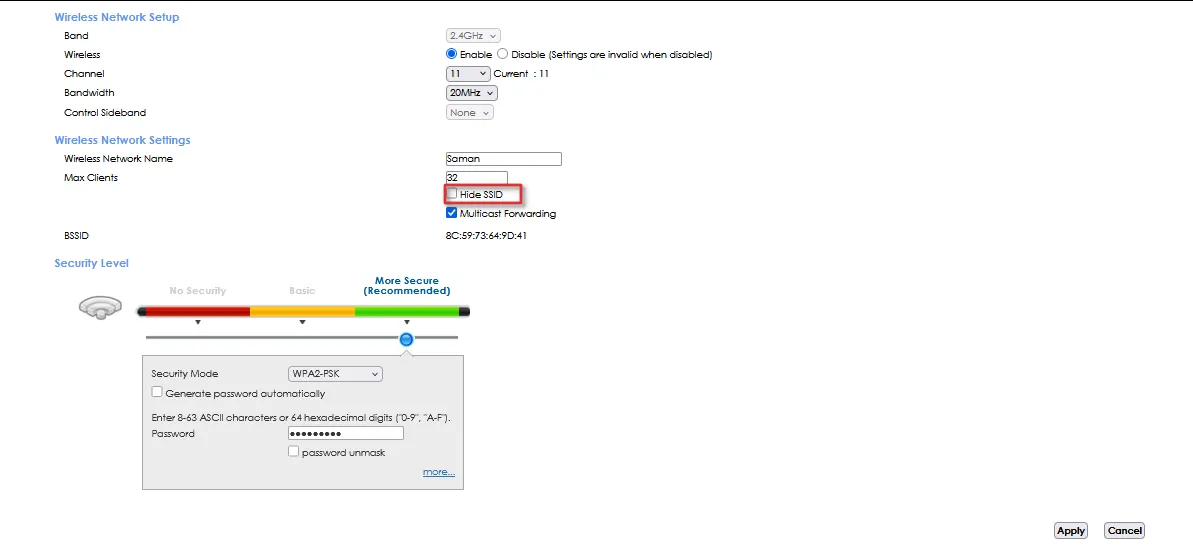 Wireless Network Setup
Band 2.4GHz
Wireless Enable Disable (Settings are invalid when disabled)
Channel 11 Current : 11
Bandwidth 20MHz
Control Sideband None
Wireless Network Settings
Wireless Network Name Saman
Max Clients 32
Hide SSID
Multicast Forwarding
BSSID 8C:59:73:64:9D:41
Security Level
No Security Basic More Secure
(Recommended)
Security Mode WPA2-PSK
Generate password automatically
Enter 8-63 ASCII characters or 64 hexadecimal digits ("0-9", "A-F").
Password •••••••••
password unmask
more...
Apply Cancel